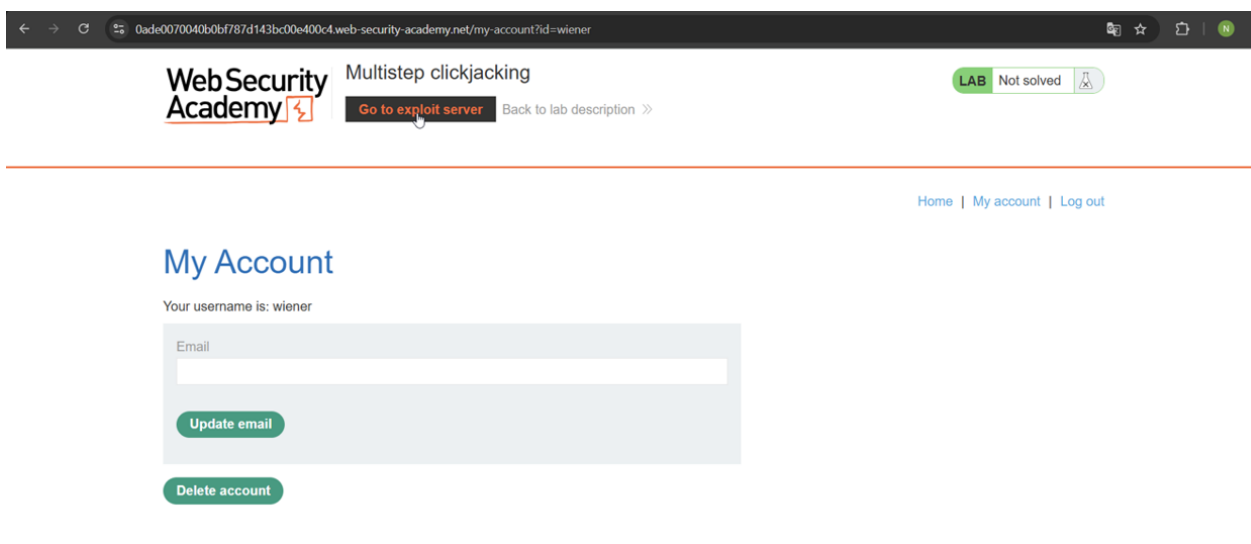 0ade0070040b0bf787d143bc00e400c4.web-security-academy.net/my-account?id=wiener
N
Web Security
Academy
Multistep clickjacking
Go to exploit server Back to lab description >>
LAB Not solved
Home | My account | Log out
My Account
Your username is: wiener
Email
Update email
Delete account